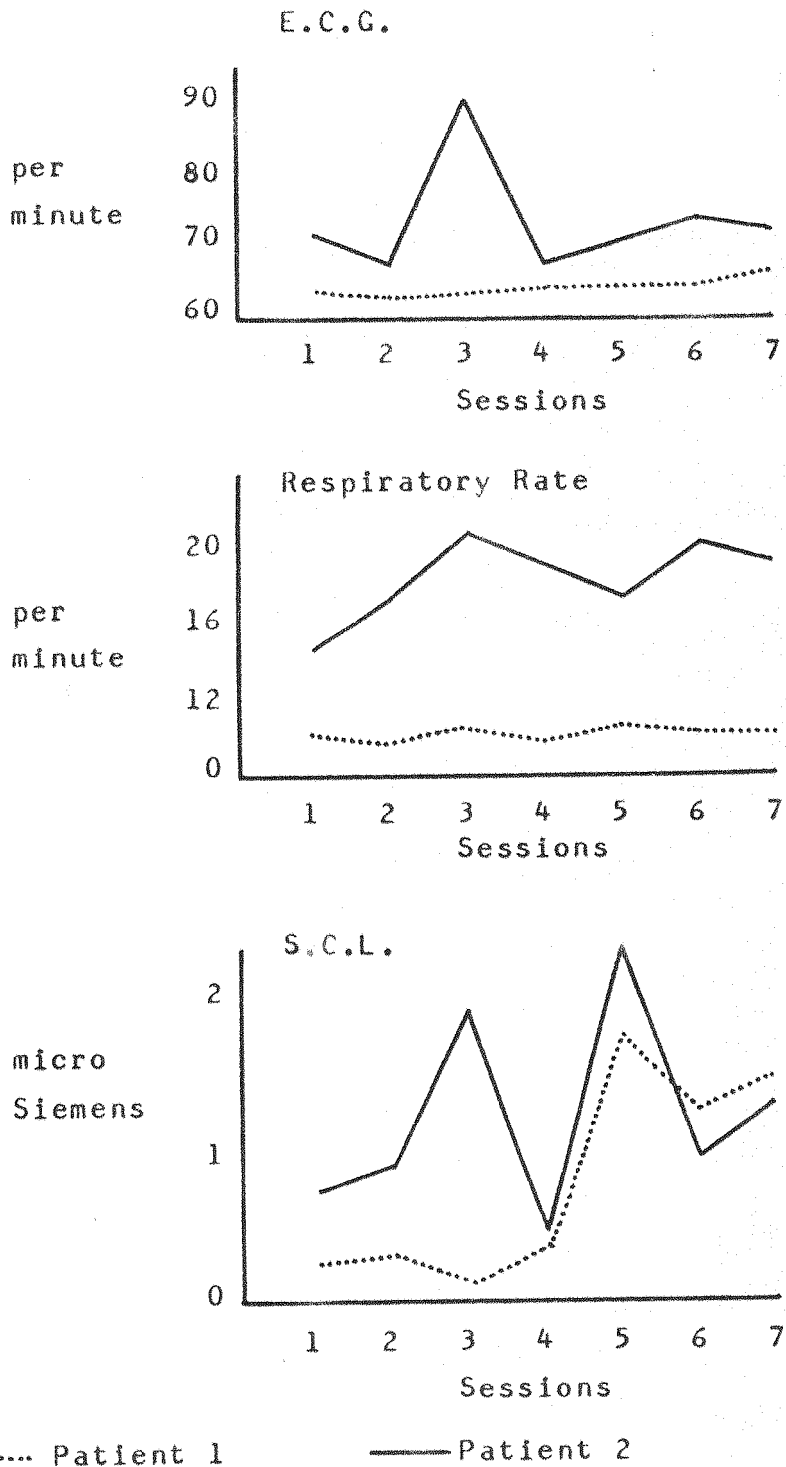 E.C.G.
90
per
80
minute
70
60
1 2 3 4 5 6 7
Sessions
Respiratory Rate
20
per
16
minute
12
0
1 2 3 4 5 6 7
Sessions
S.C.L.
2
micro
Siemens
1
0
1 2 3 4 5 6 7
Sessions
Patient 1 Patient 2